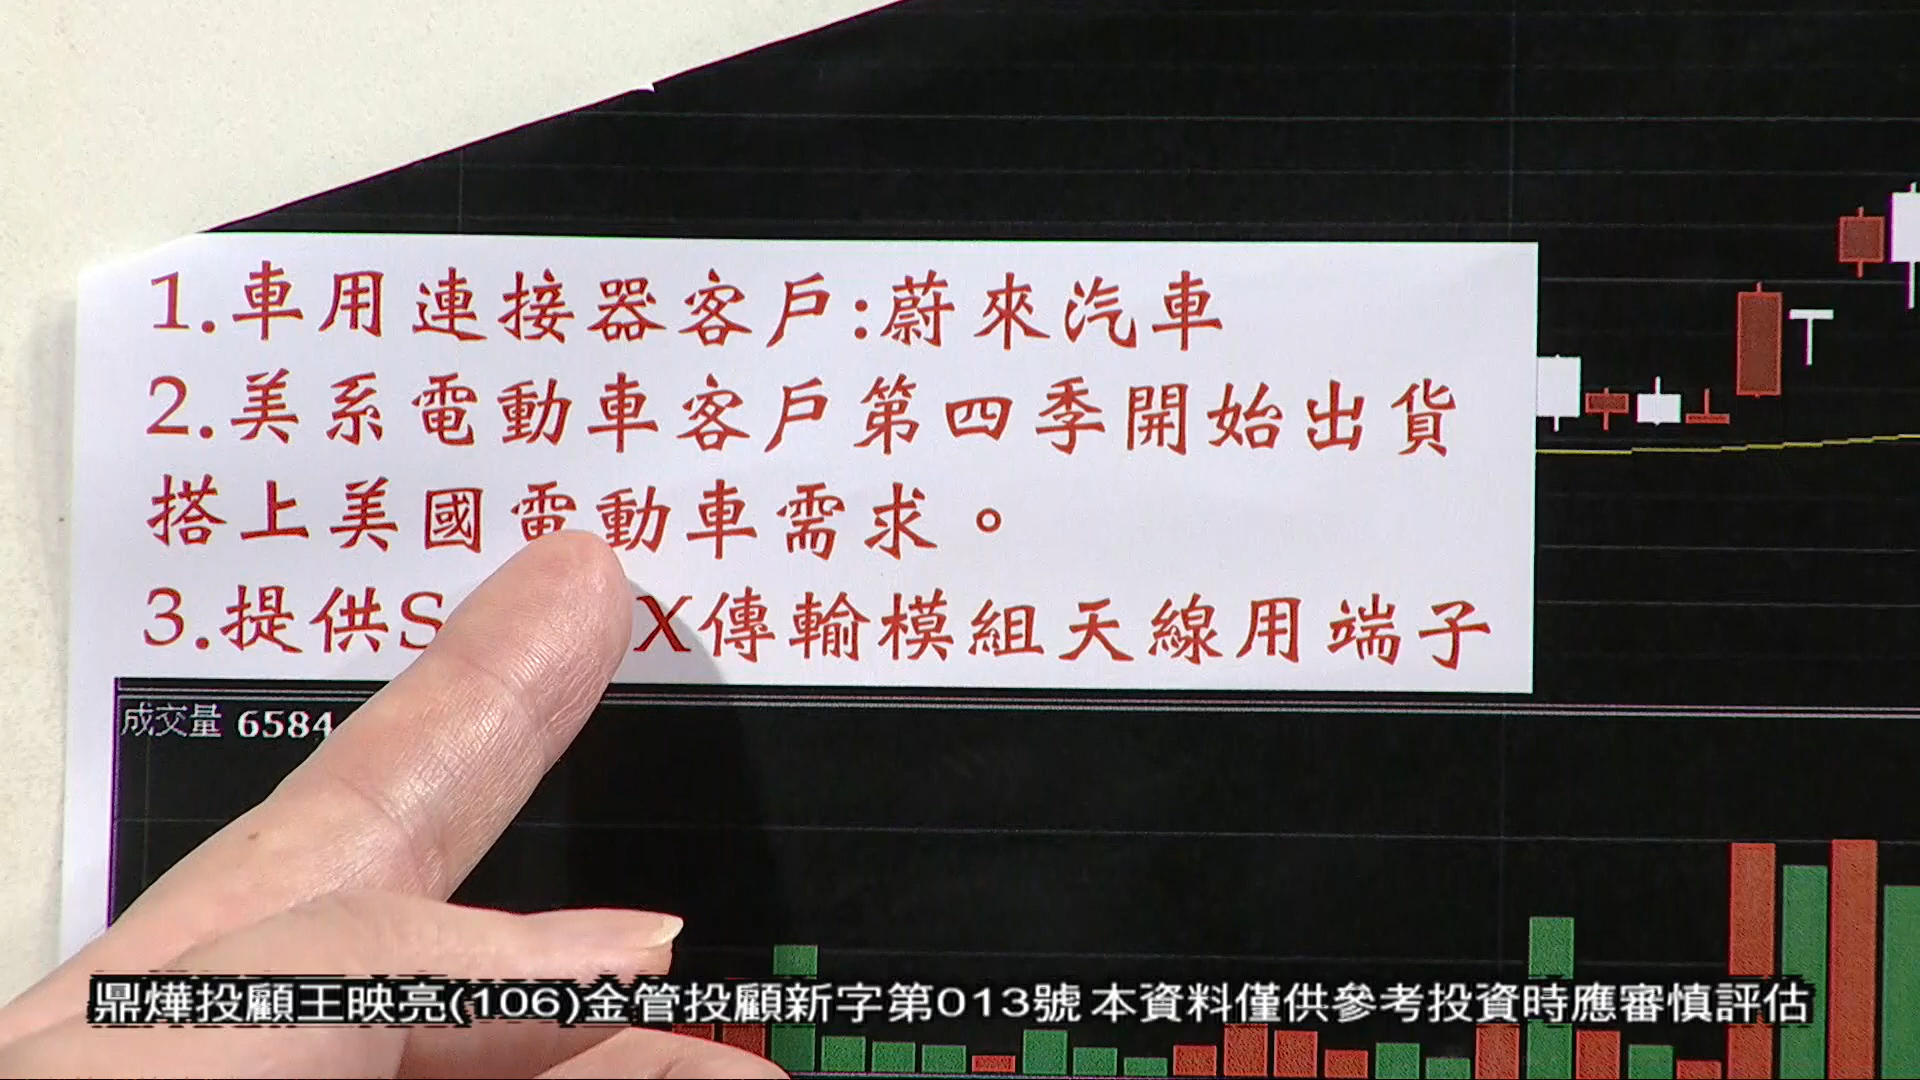 1.車用連接器客戶:蔚來汽車
2.美系電動車客戶第四季開始出貨
搭上美國電動車需求。
3.提供S X傳輸模組天線用端子
成交量 6584
鼎燁投顧王映亮(106)金管投顧新字第013號 本資料僅供參考投資時應審慎評估